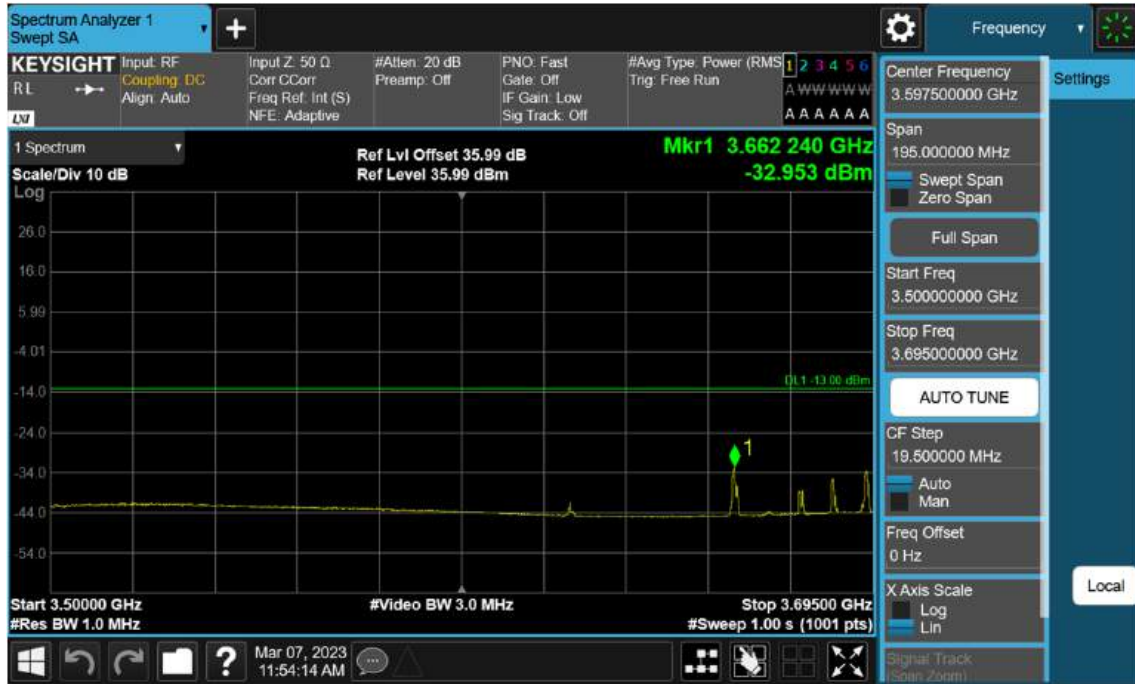 Spectrum Analyzer 1
Swept SA
Frequency
KEYSIGHT
RL
LXI
Input: RF
Coupling: DC
Align: Auto
Input Z: 50 Ω
Corr CCorr
Freq Ref: Int (S)
NFE: Adaptive
#Atten: 20 dB
Preamp: Off
PNO: Fast
Gate: Off
IF Gain: Low
Sig Track: Off
#Avg Type: Power (RMS
Trig: Free Run
1 2 3 4 5 6
A W W W W W
A A A A A A
1 Spectrum
Scale/Div 10 dB
Log
Ref Lvl Offset 35.99 dB
Ref Level 35.99 dBm
Mkr1 3.662 240 GHz
-32.953 dBm
26.0
16.0
5.99
-4.01
DL1 -13.00 dBm
-14.0
-24.0
1
-34.0
-44.0
-54.0
Start 3.50000 GHz
#Res BW 1.0 MHz
#Video BW 3.0 MHz
Stop 3.69500 GHz
#Sweep 1.00 s (1001 pts)
Mar 07, 2023
11:54:14 AM
Center Frequency
3.597500000 GHz
Span
195.000000 MHz
Swept Span
Zero Span
Full Span
Start Freq
3.500000000 GHz
Stop Freq
3.695000000 GHz
AUTO TUNE
CF Step
19.500000 MHz
Auto
Man
Freq Offset
0 Hz
X Axis Scale
Log
Lin
Signal Track
(Span Zoom)
Settings
Local